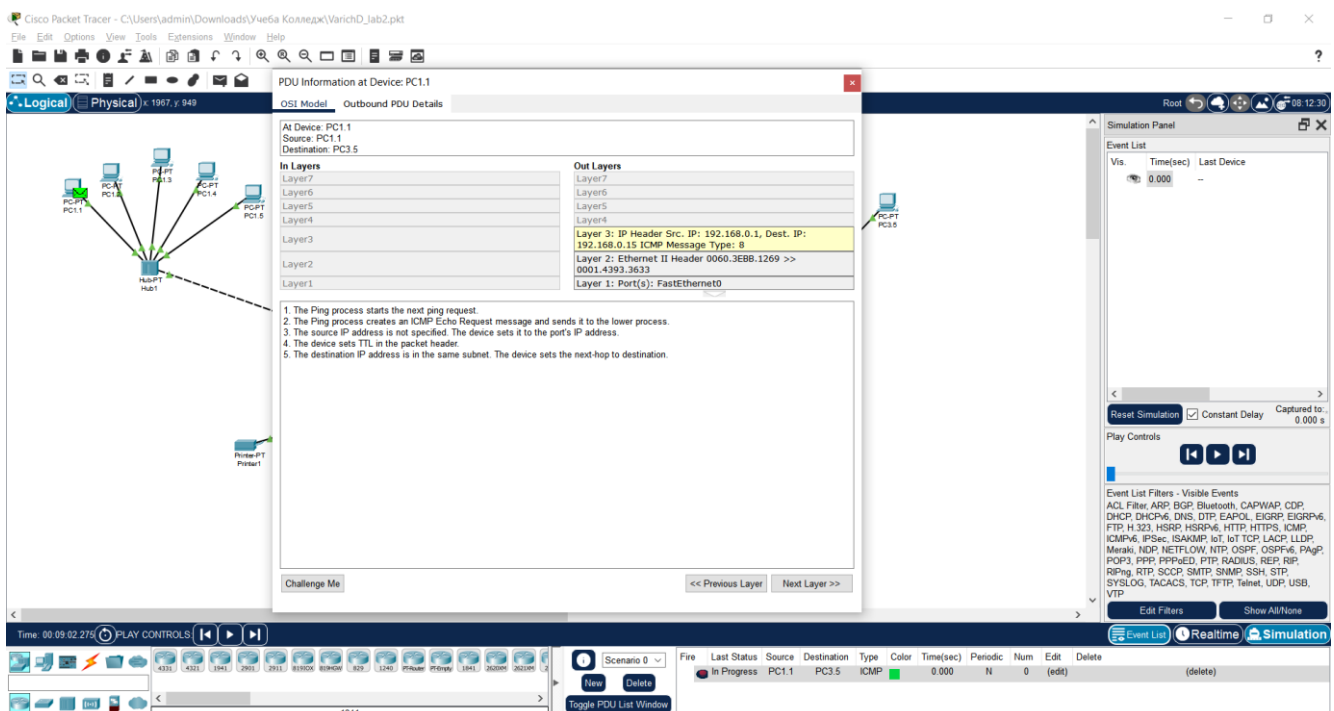 Cisco Packet Tracer - C:\Users\admin\Downloads\Учеба Колледж\VarichD_lab2.pkt
File Edit Options View Tools Extensions Window Help
?
Logical Physical x: 1967, y: 949
Root 08:12:30
PDU Information at Device: PC1.1
OSI Model Outbound PDU Details
At Device: PC1.1
Source: PC1.1
Destination: PC3.5
In Layers Out Layers
Layer7 Layer7
Layer6 Layer6
Layer5 Layer5
Layer4 Layer4
Layer3
Layer 3: IP Header Src. IP: 192.168.0.1, Dest. IP:
192.168.0.15 ICMP Message Type: 8
Layer2
Layer 2: Ethernet II Header 0060.3EBB.1269 >>
0001.4393.3633
Layer1 Layer 1: Port(s): FastEthernet0
1. The Ping process starts the next ping request.
2. The Ping process creates an ICMP Echo Request message and sends it to the lower process.
3. The source IP address is not specified. The device sets it to the port's IP address.
4. The device sets TTL in the packet header.
5. The destination IP address is in the same subnet. The device sets the next-hop to destination.
Challenge Me << Previous Layer Next Layer >>
PC-PT
PC1.1
PC-PT
PC-PT
PC1.3
PC-PT
PC1.4
PC-PT
PC1.5
Hub-PT
Hub1
Printer-PT
Printer1
PC-PT
PC3.5
Simulation Panel
Event List
Vis. Time(sec) Last Device
0.000 --
Reset Simulation Constant Delay Captured to:
0.000 s
Play Controls
Event List Filters - Visible Events
ACL Filter, ARP, BGP, Bluetooth, CAPWAP, CDP,
DHCP, DHCPv6, DNS, DTP, EAPOL, EIGRP, EIGRPv6,
FTP, H.323, HSRP, HSRPv6, HTTP, HTTPS, ICMP,
ICMPv6, IPSec, ISAKMP, IoT, IoT TCP, LACP, LLDP,
Meraki, NDP, NETFLOW, NTP, OSPF, OSPFv6, PAgP,
POP3, PPP, PPPoED, PTP, RADIUS, REP, RIP,
RIPng, RTP, SCCP, SMTP, SNMP, SSH, STP,
SYSLOG, TACACS, TCP, TFTP, Telnet, UDP, USB,
VTP
Edit Filters Show All/None
Time: 00:09:02.275 PLAY CONTROLS:
Event List Realtime Simulation
4331 4321 1941 2901 2911 819IOX 819HGW 829 1240 PT-Router PT-Empty 1841 2620XM 2621XM
Scenario 0
New Delete
Toggle PDU List Window
Fire Last Status Source Destination Type Color Time(sec) Periodic Num Edit Delete
In Progress PC1.1 PC3.5 ICMP 0.000 N 0 (edit) (delete)